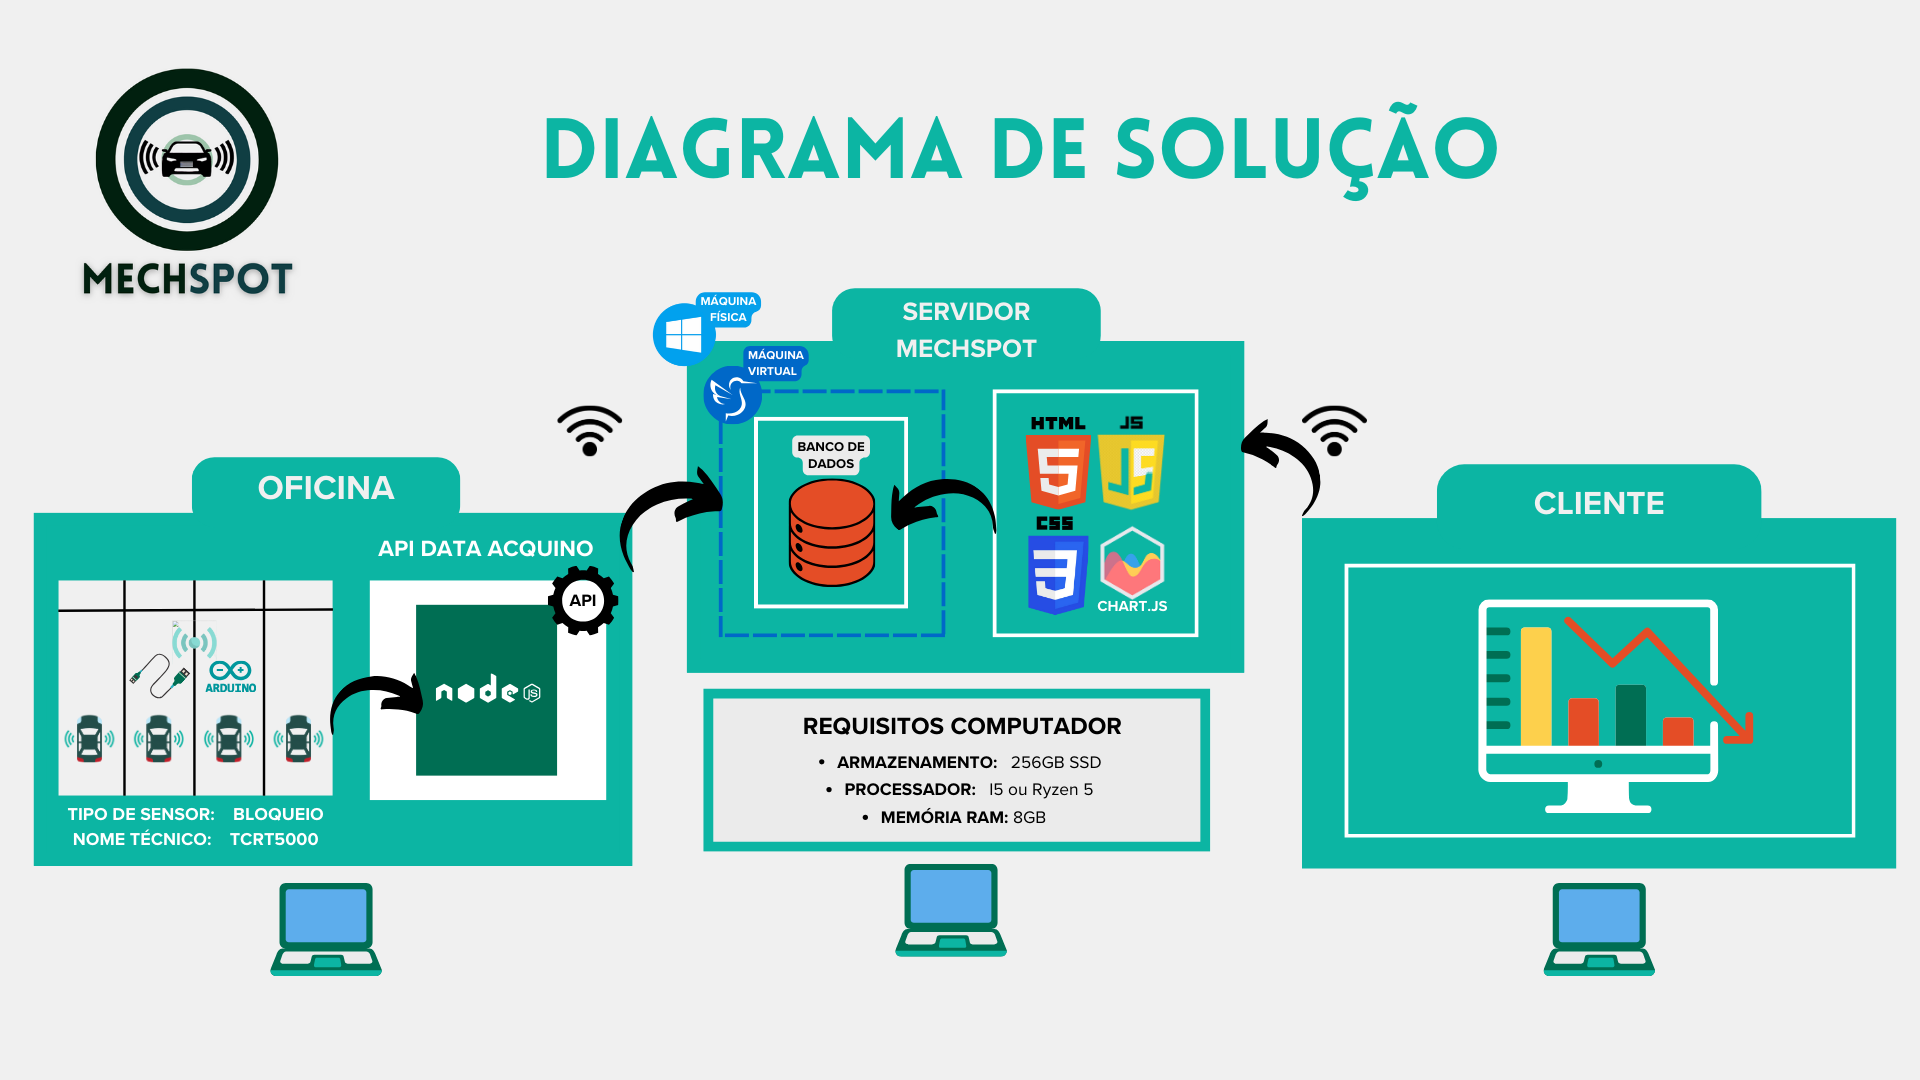 DIAGRAMA DE SOLUÇÃO
MECHSPOT
MÁQUINA
FÍSICA
MÁQUINA
VIRTUAL
SERVIDOR
MECHSPOT
BANCO DE
DADOS
HTML
JS
CSS
CHART.JS
OFICINA
API DATA ACQUINO
API
ARDUINO
node JS
TIPO DE SENSOR: BLOQUEIO
NOME TÉCNICO: TCRT5000
REQUISITOS COMPUTADOR
• ARMAZENAMENTO: 256GB SSD
• PROCESSADOR: I5 ou Ryzen 5
• MEMÓRIA RAM: 8GB
CLIENTE